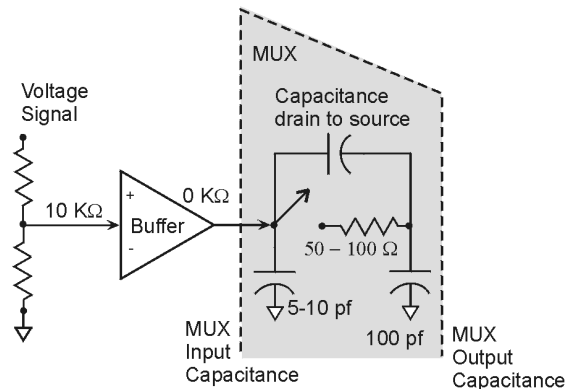 MUX
Voltage
Signal
Capacitance
drain to source
10 KΩ
+
-
Buffer
0 KΩ
50 – 100 Ω
5-10 pf
100 pf
MUX
Input
Capacitance
MUX
Output
Capacitance